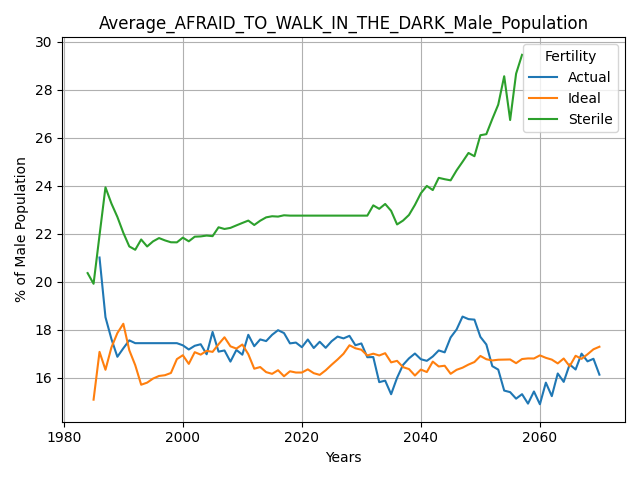 Average_AFRAID_TO_WALK_IN_THE_DARK_Male_Population
% of Male Population
30
28
26
24
22
20
18
16
1980
2000
2020
2040
2060
Years
Fertility
Actual
Ideal
Sterile